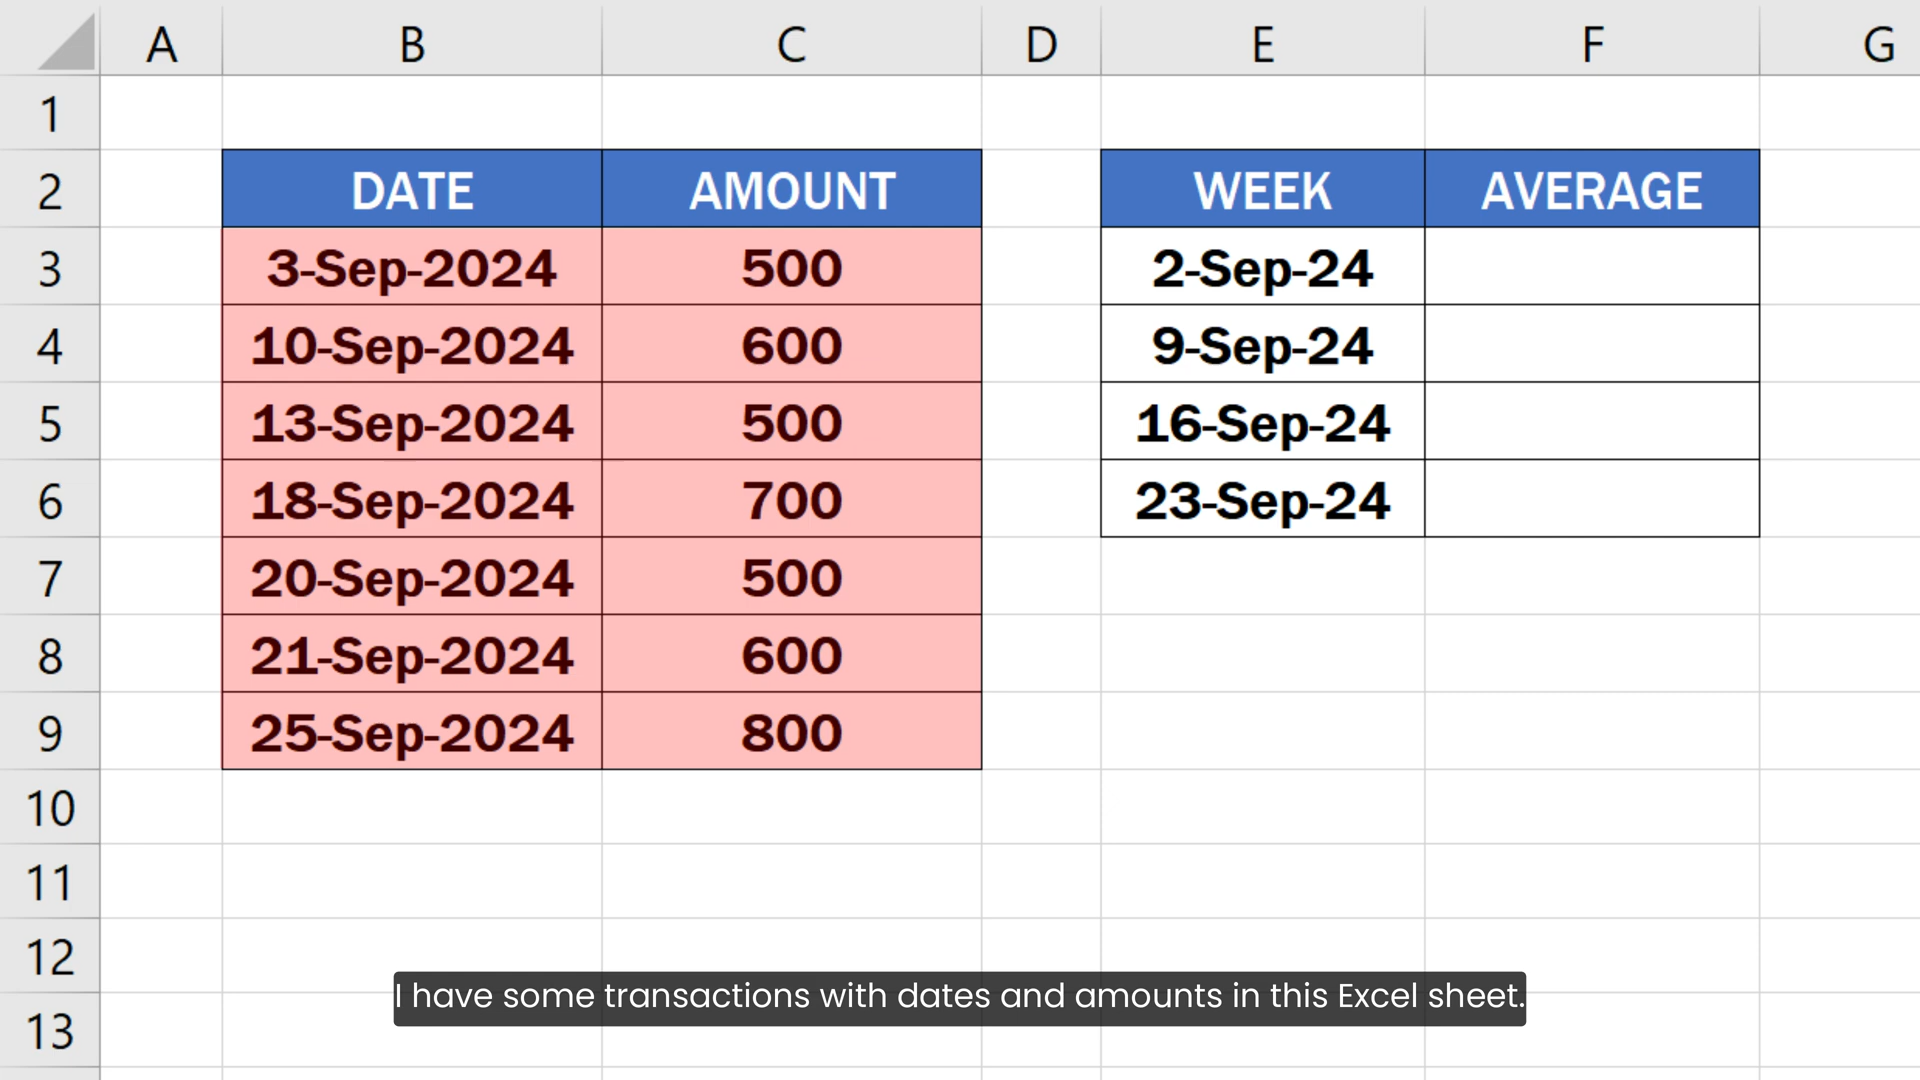 A B C D E F G
1
2 DATE AMOUNT WEEK AVERAGE
3 3-Sep-2024 500 2-Sep-24
4 10-Sep-2024 600 9-Sep-24
5 13-Sep-2024 500 16-Sep-24
6 18-Sep-2024 700 23-Sep-24
7 20-Sep-2024 500
8 21-Sep-2024 600
9 25-Sep-2024 800
10
11
12
I have some transactions with dates and amounts in this Excel sheet.
13